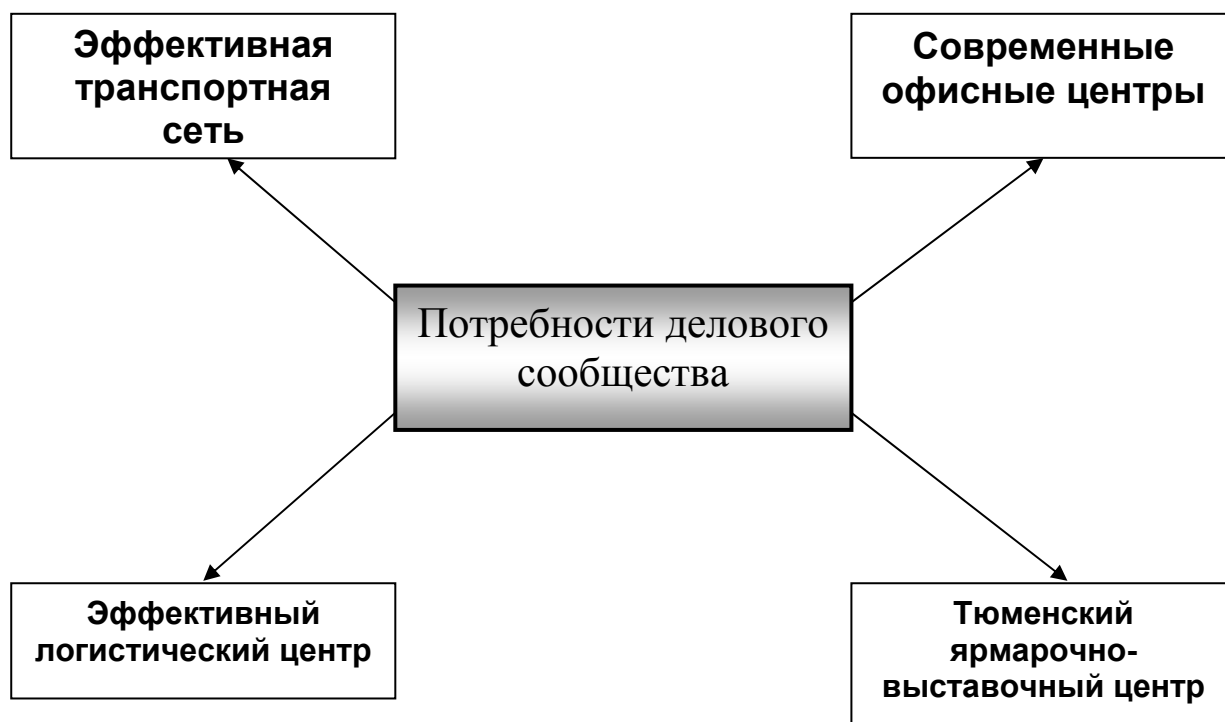 Эффективная
транспортная
сеть
Современные
офисные центры
Потребности делового
сообщества
Эффективный
логистический центр
Тюменский
ярмарочно-
выставочный центр